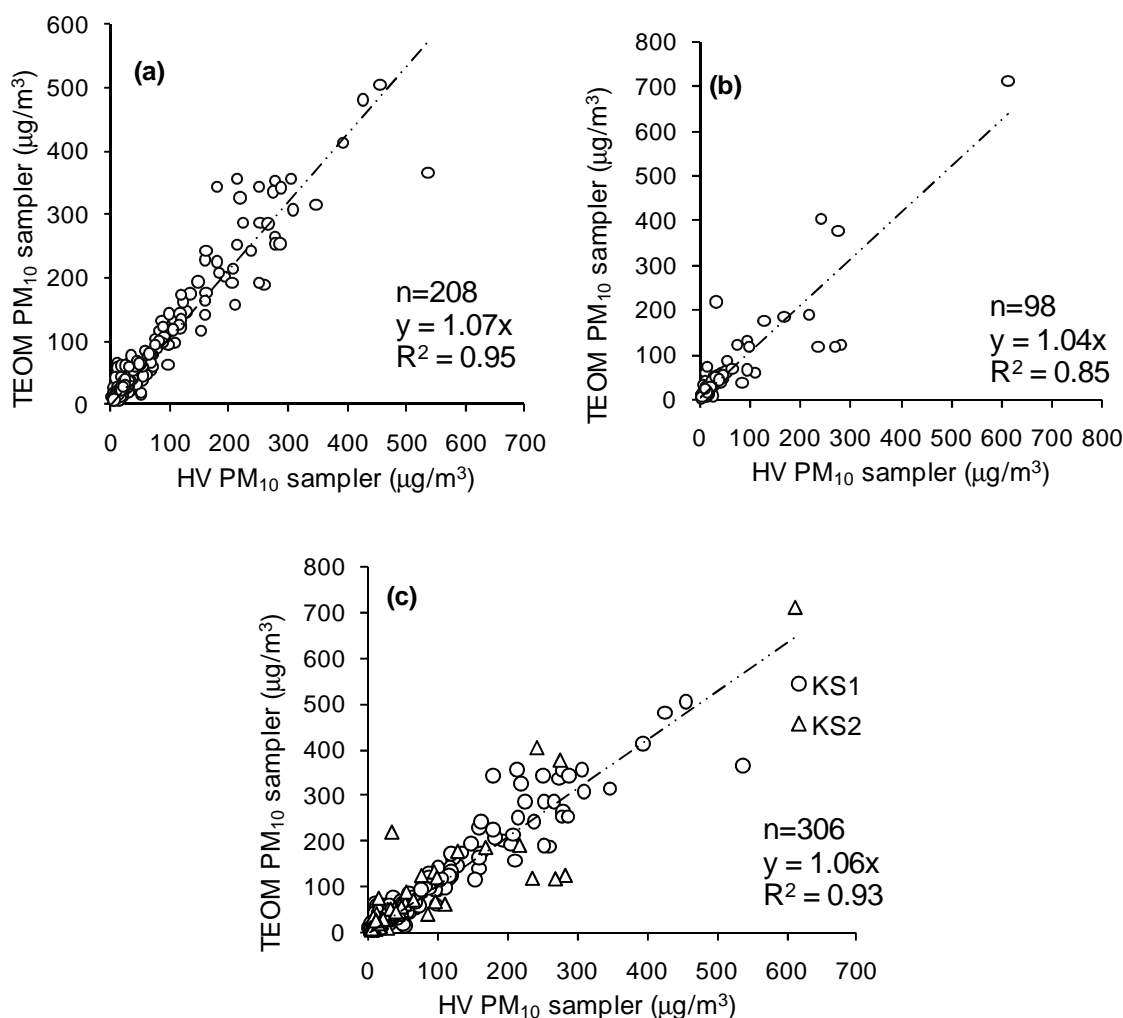 (a)
600
500
400
300
200
100
0
TEOM PM₁₀ sampler (µg/m³)
n=208
y = 1.07x
R² = 0.95
0 100 200 300 400 500 600 700
HV PM₁₀ sampler (µg/m³)
(b)
800
700
600
500
400
300
200
100
0
TEOM PM₁₀ sampler (µg/m³)
n=98
y = 1.04x
R² = 0.85
0 100 200 300 400 500 600 700 800
HV PM₁₀ sampler (µg/m³)
(c)
800
700
600
500
400
300
200
100
0
TEOM PM₁₀ sampler (µg/m³)
KS1
KS2
n=306
y = 1.06x
R² = 0.93
0 100 200 300 400 500 600 700
HV PM₁₀ sampler (µg/m³)